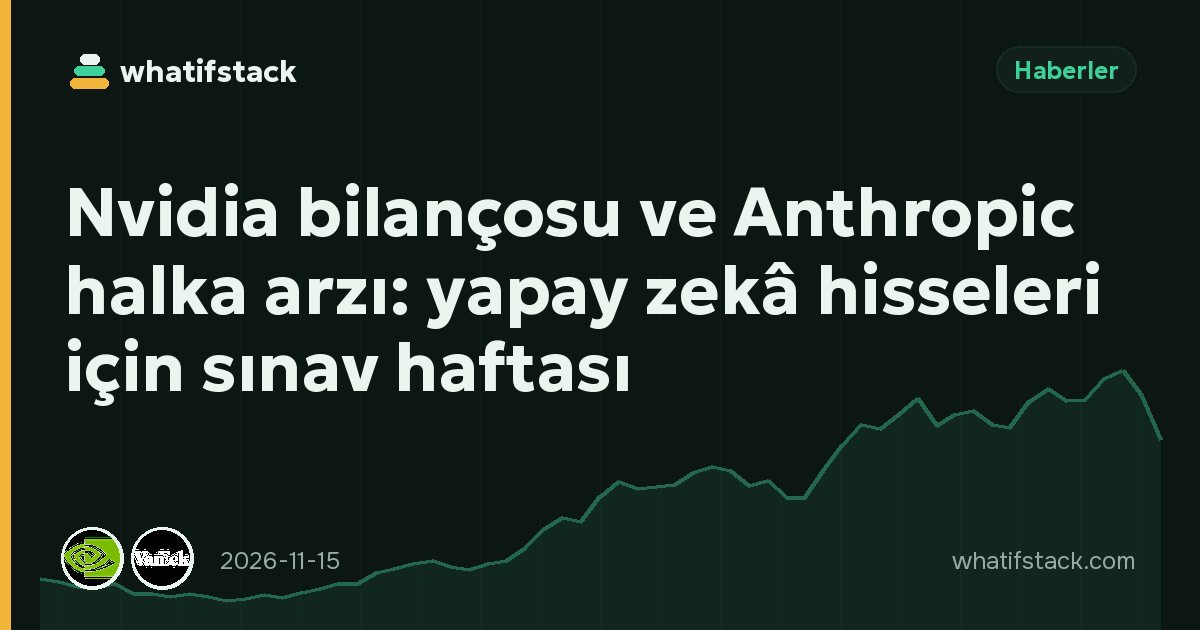 whatifstack
Haberler
Nvidia bilançosu ve Anthropic
halka arzı: yapay zekâ hisseleri
için sınav haftası
2026-11-15
whatifstack.com